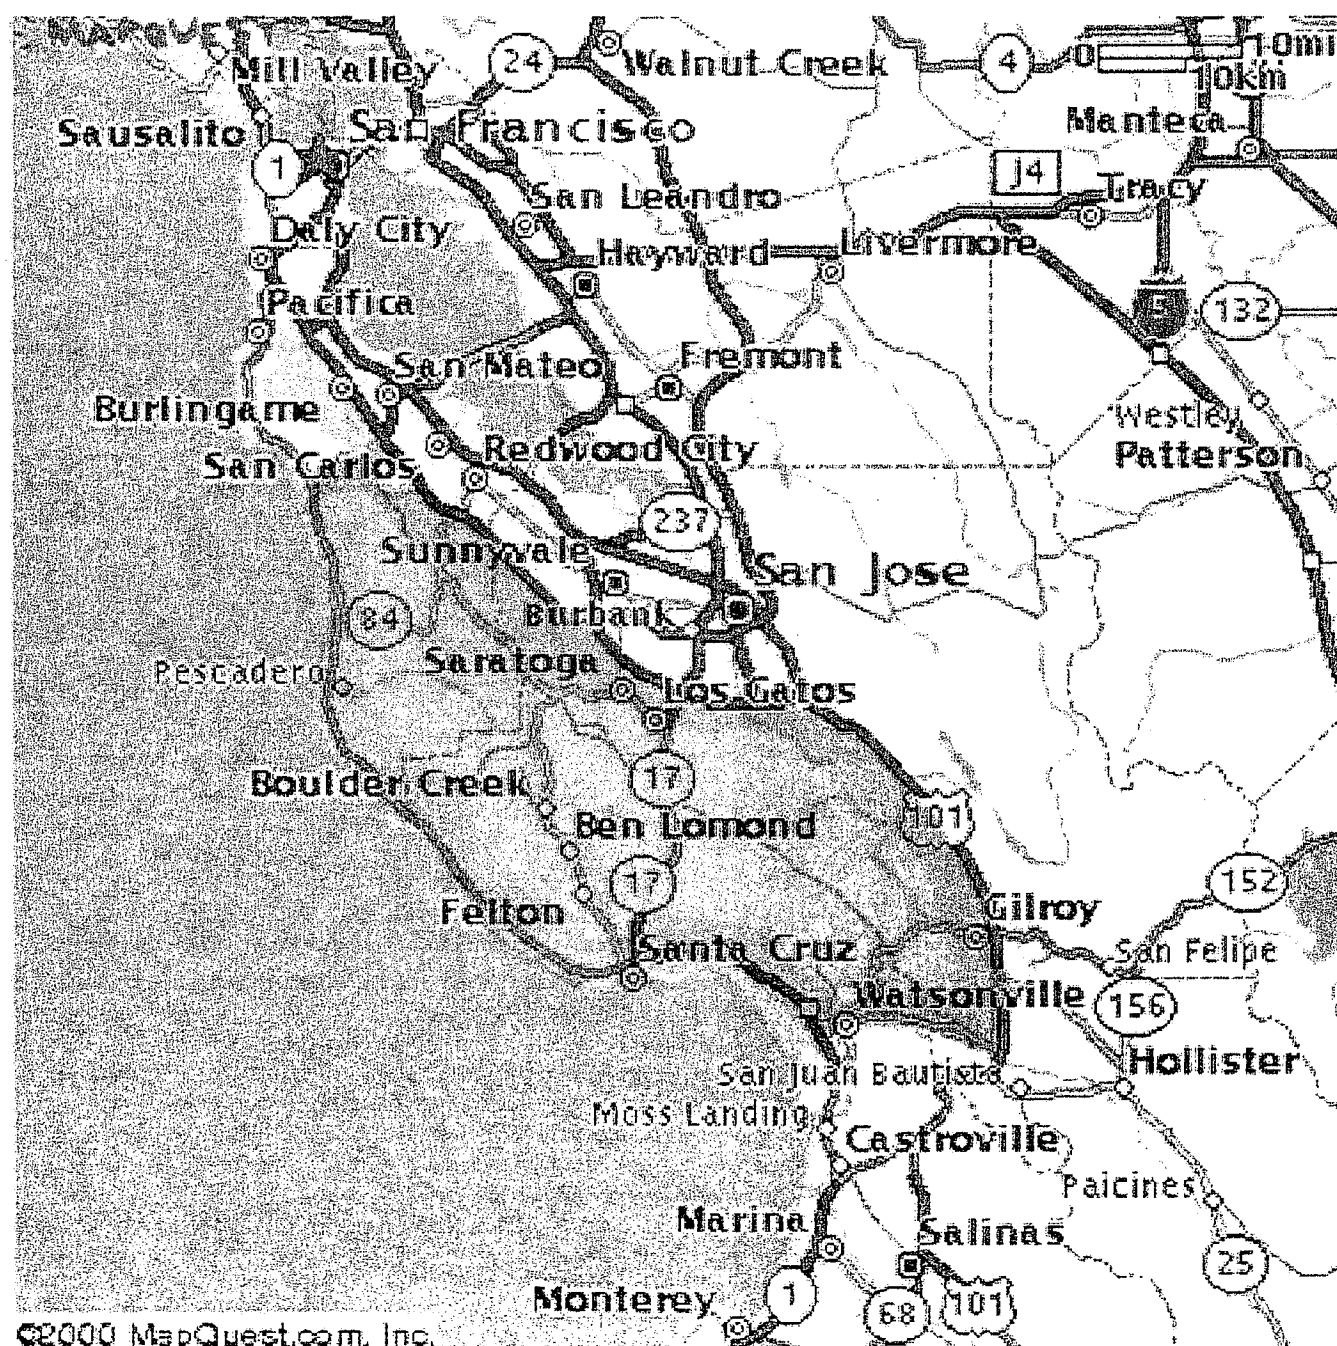 MAPQUEST
Mill Valley
24
Walnut Creek
4
0
10mi
10km
Sausalito
San Francisco
Manteca
1
J4
Tracy
San Leandro
Daly City
Hayward
Livermore
Pacifica
5
132
San Mateo
Fremont
Burlingame
Westley
San Carlos
Redwood City
Patterson
237
Sunnyvale
San Jose
Burbank
84
Saratoga
Pescadero
Los Gatos
Boulder Creek
17
101
Ben Lomond
17
152
Felton
Gilroy
Santa Cruz
San Felipe
Watsonville
156
San Juan Bautista
Hollister
Moss Landing
Castroville
Paicines
Marina
Salinas
25
Monterey
1
68
101
©2000 MapQuest.com, Inc.